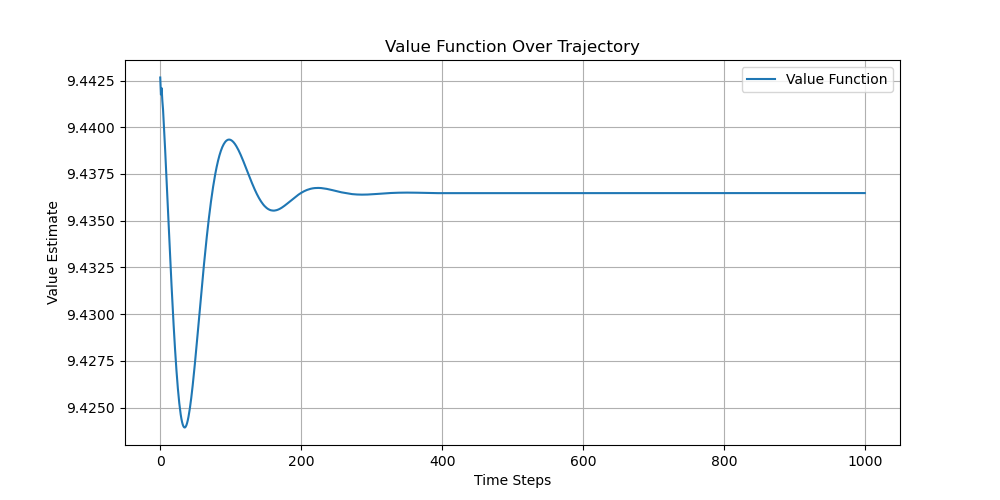 Value Function Over Trajectory
Value Function
9.4425
9.4400
9.4375
9.4350
9.4325
9.4300
9.4275
9.4250
Value Estimate
0 200 400 600 800 1000
Time Steps